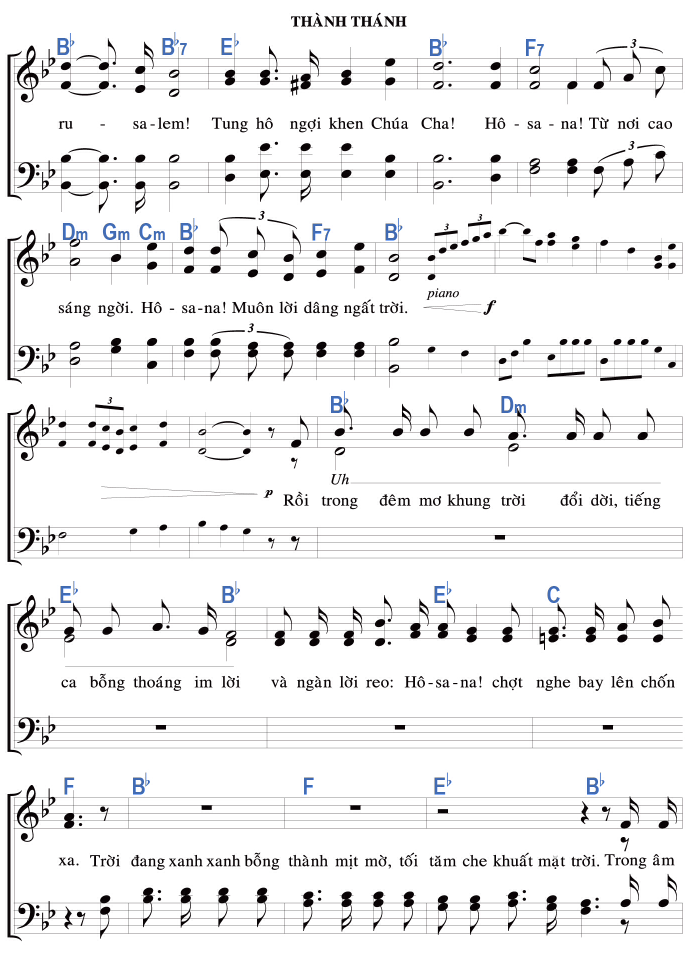 THÀNH THÁNH
B♭ B♭7 E♭ B♭ F7
3
ru - sa-lem! Tung hô ngợi khen Chúa Cha! Hô - sa - na! Từ nơi cao
3
Dm Gm Cm B♭ F7 B♭
3 3 3
piano f
sáng ngời. Hô - sa-na! Muôn lời dâng ngất trời.
3
B♭ Dm
3
Uh
p
Rồi trong đêm mơ khung trời đổi dời, tiếng
E♭ B♭ E♭ C
ca bỗng thoáng im lời và ngàn lời reo: Hô-sa-na! chợt nghe bay lên chốn
F B♭ F E♭ B♭
xa. Trời đang xanh xanh bỗng thành mịt mờ, tối tăm che khuất mặt trời. Trong âm